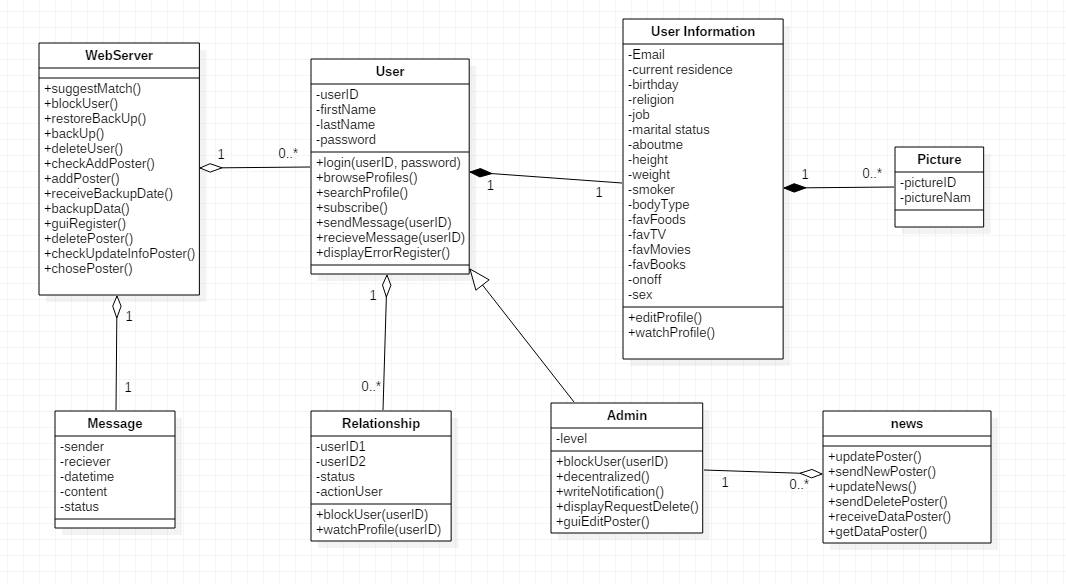 WebServer
+suggestMatch()
+blockUser()
+restoreBackUp()
+backUp()
+deleteUser()
+checkAddPoster()
+addPoster()
+receiveBackupDate()
+backupData()
+guiRegister()
+deletePoster()
+checkUpdateInfoPoster()
+chosePoster()
1
0..*
1
1
User
-userID
-firstName
-lastName
-password
+login(userID, password)
+browseProfiles()
+searchProfile()
+subscribe()
+sendMessage(userID)
+recieveMessage(userID)
+displayErrorRegister()
1
1
1
0..*
User Information
-Email
-current residence
-birthday
-religion
-job
-marital status
-aboutme
-height
-weight
-smoker
-bodyType
-favFoods
-favTV
-favMovies
-favBooks
-onoff
-sex
+editProfile()
+watchProfile()
1
0..*
Picture
-pictureID
-pictureNam
Message
-sender
-reciever
-datetime
-content
-status
Relationship
-userID1
-userID2
-status
-actionUser
+blockUser(userID)
+watchProfile(userID)
Admin
-level
+blockUser(userID)
+decentralized()
+writeNotification()
+displayRequestDelete()
+guiEditPoster()
1
0..*
news
+updatePoster()
+sendNewPoster()
+updateNews()
+sendDeletePoster()
+receiveDataPoster()
+getDataPoster()